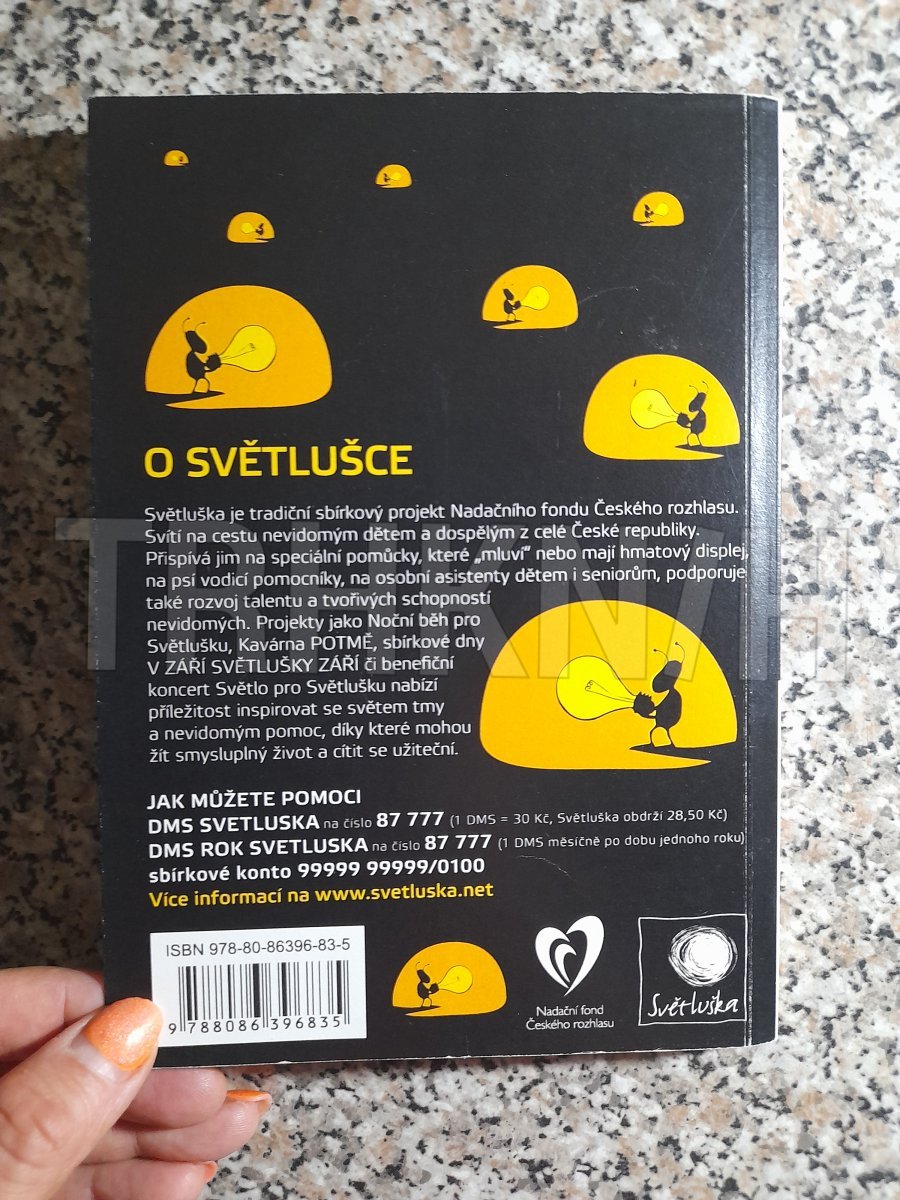 O SVĚTLUŠCE
Světluška je tradiční sbírkový projekt Nadačního fondu Českého rozhlasu.
Svítí na cestu nevidomým dětem a dospělým z celé České republiky.
Přispívá jim na speciální pomůcky, které „mluví“ nebo mají hmatový displej,
na psí vodicí pomocníky, na osobní asistenty dětem i seniorům, podporuje
také rozvoj talentu a tvořivých schopností
nevidomých. Projekty jako Noční běh pro
Světlušku, Kavárna POTMĚ, sbírkové dny
V ZÁŘÍ SVĚTLUŠKY ZÁŘÍ či benefiční
koncert Světlo pro Světlušku nabízí
příležitost inspirovat se světem tmy
a nevidomým pomoc, díky které mohou
žít smysluplný život a cítit se užiteční.
JAK MŮŽETE POMOCI
DMS SVETLUSKA na číslo 87 777 (1 DMS = 30 Kč, Světluška obdrží 28,50 Kč)
DMS ROK SVETLUSKA na číslo 87 777 (1 DMS měsíčně po dobu jednoho roku)
sbírkové konto 99999 99999/0100
Více informací na www.svetluska.net
ISBN 978-80-86396-83-5
9 788086 396835
Nadační fond
Českého rozhlasu
Světluška